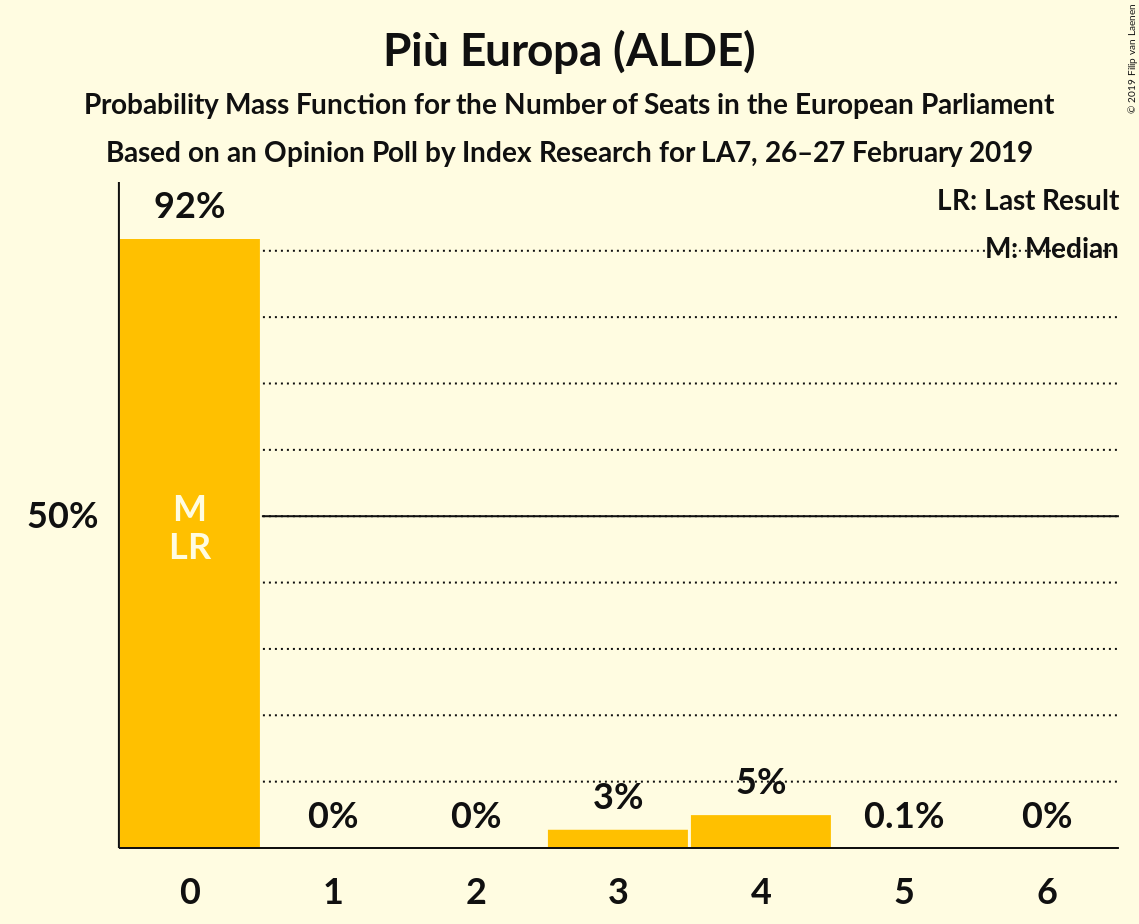 Più Europa (ALDE)
Probability Mass Function for the Number of Seats in the European Parliament
Based on an Opinion Poll by Index Research for LA7, 26–27 February 2019
© 2019 Filip van Laenen
LR: Last Result
M: Median
92%
50%
M
LR
0%
0%
3%
5%
0.1%
0%
0
1
2
3
4
5
6